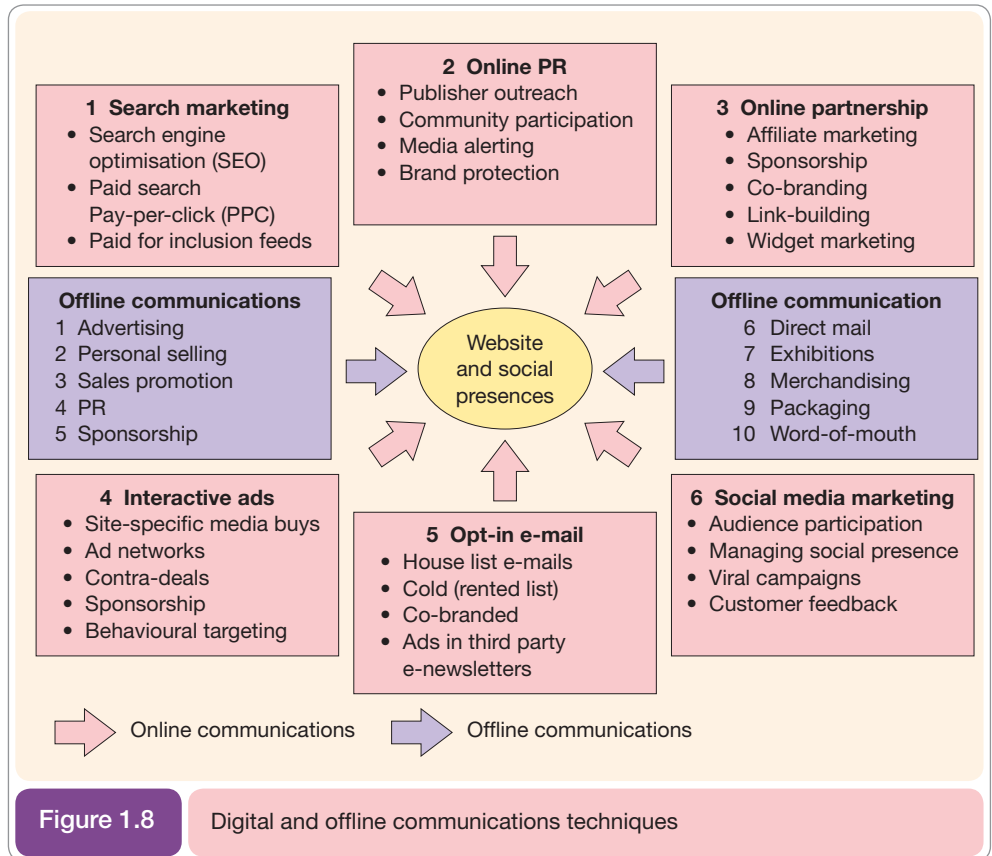 2 Online PR
• Publisher outreach
• Community participation
• Media alerting
• Brand protection
1 Search marketing
• Search engine
optimisation (SEO)
• Paid search
Pay-per-click (PPC)
• Paid for inclusion feeds
3 Online partnership
• Affiliate marketing
• Sponsorship
• Co-branding
• Link-building
• Widget marketing
Offline communications
1 Advertising
2 Personal selling
3 Sales promotion
4 PR
5 Sponsorship
Website
and social
presences
Offline communication
6 Direct mail
7 Exhibitions
8 Merchandising
9 Packaging
10 Word-of-mouth
4 Interactive ads
• Site-specific media buys
• Ad networks
• Contra-deals
• Sponsorship
• Behavioural targeting
5 Opt-in e-mail
• House list e-mails
• Cold (rented list)
• Co-branded
• Ads in third party
e-newsletters
6 Social media marketing
• Audience participation
• Managing social presence
• Viral campaigns
• Customer feedback
Online communications
Offline communications
Figure 1.8
Digital and offline communications techniques